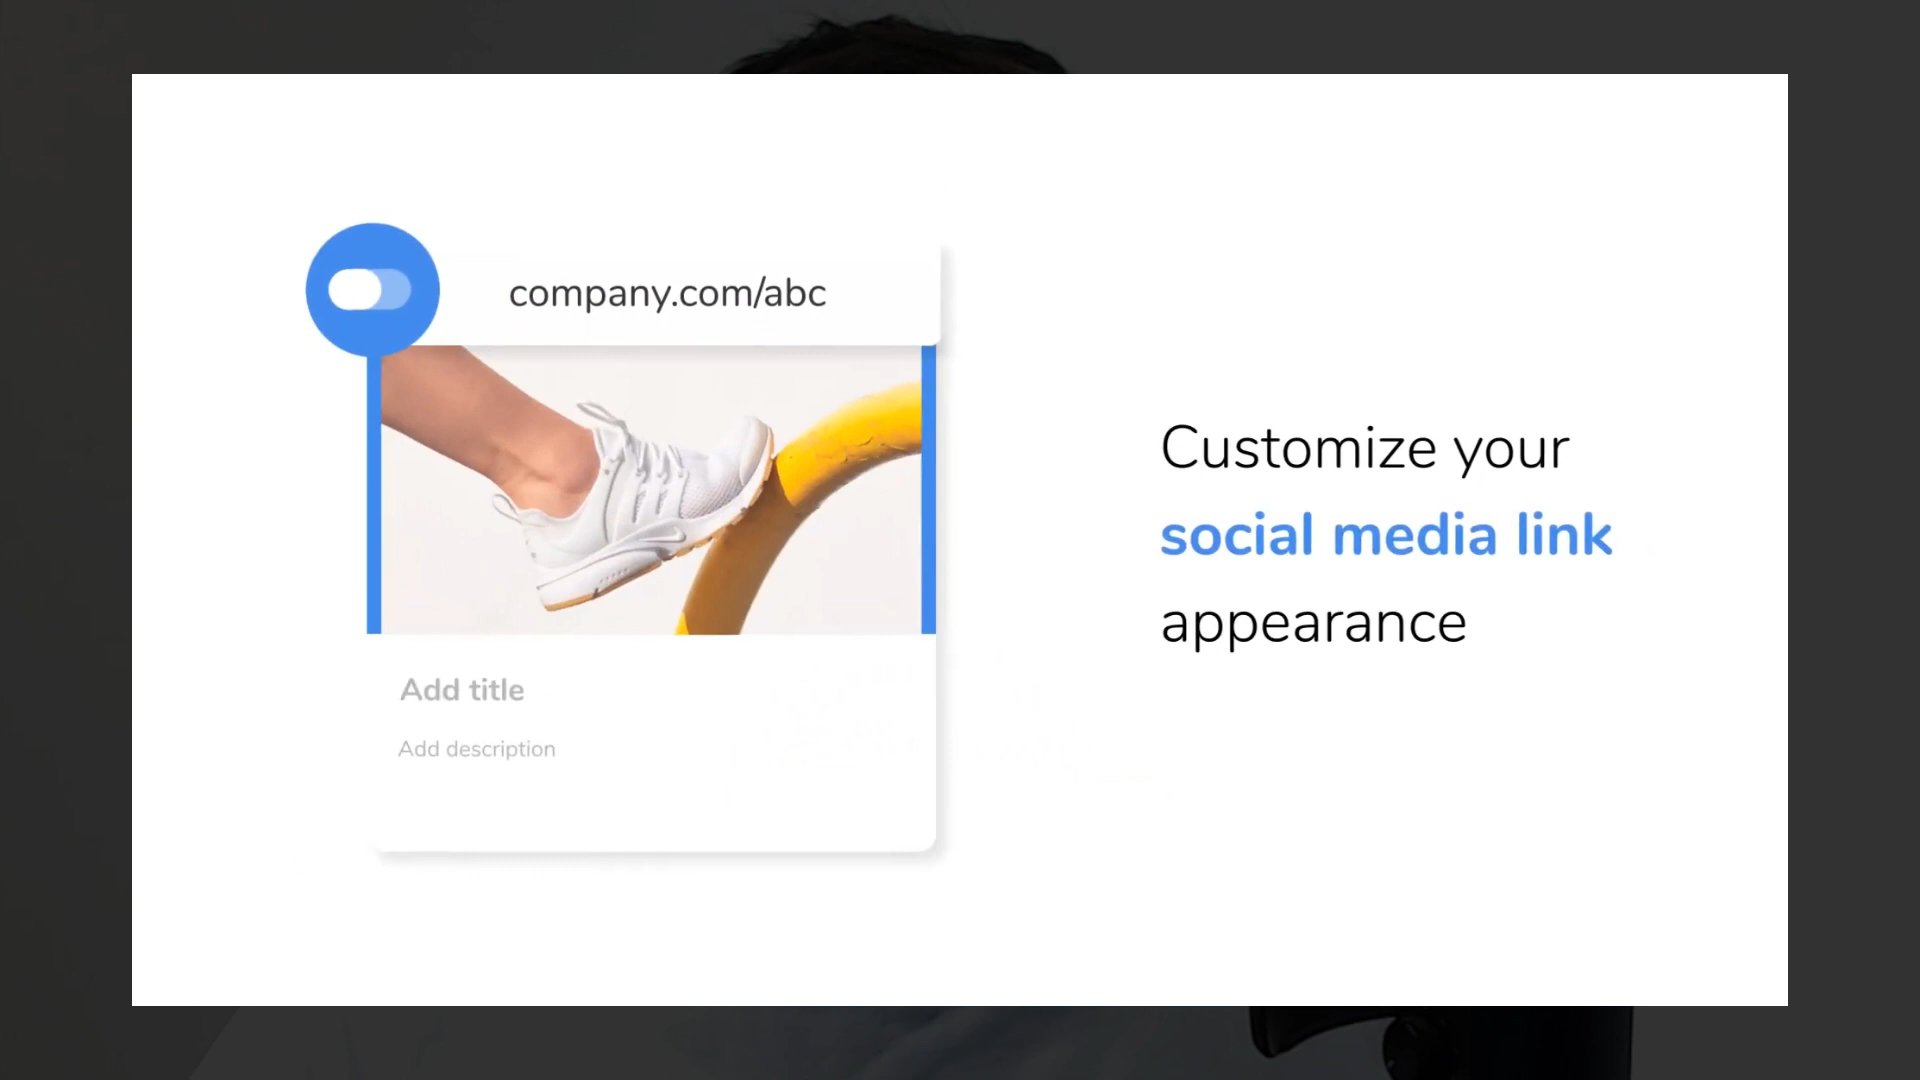 company.com/abc
Customize your
social media link
appearance
Add title
Add description